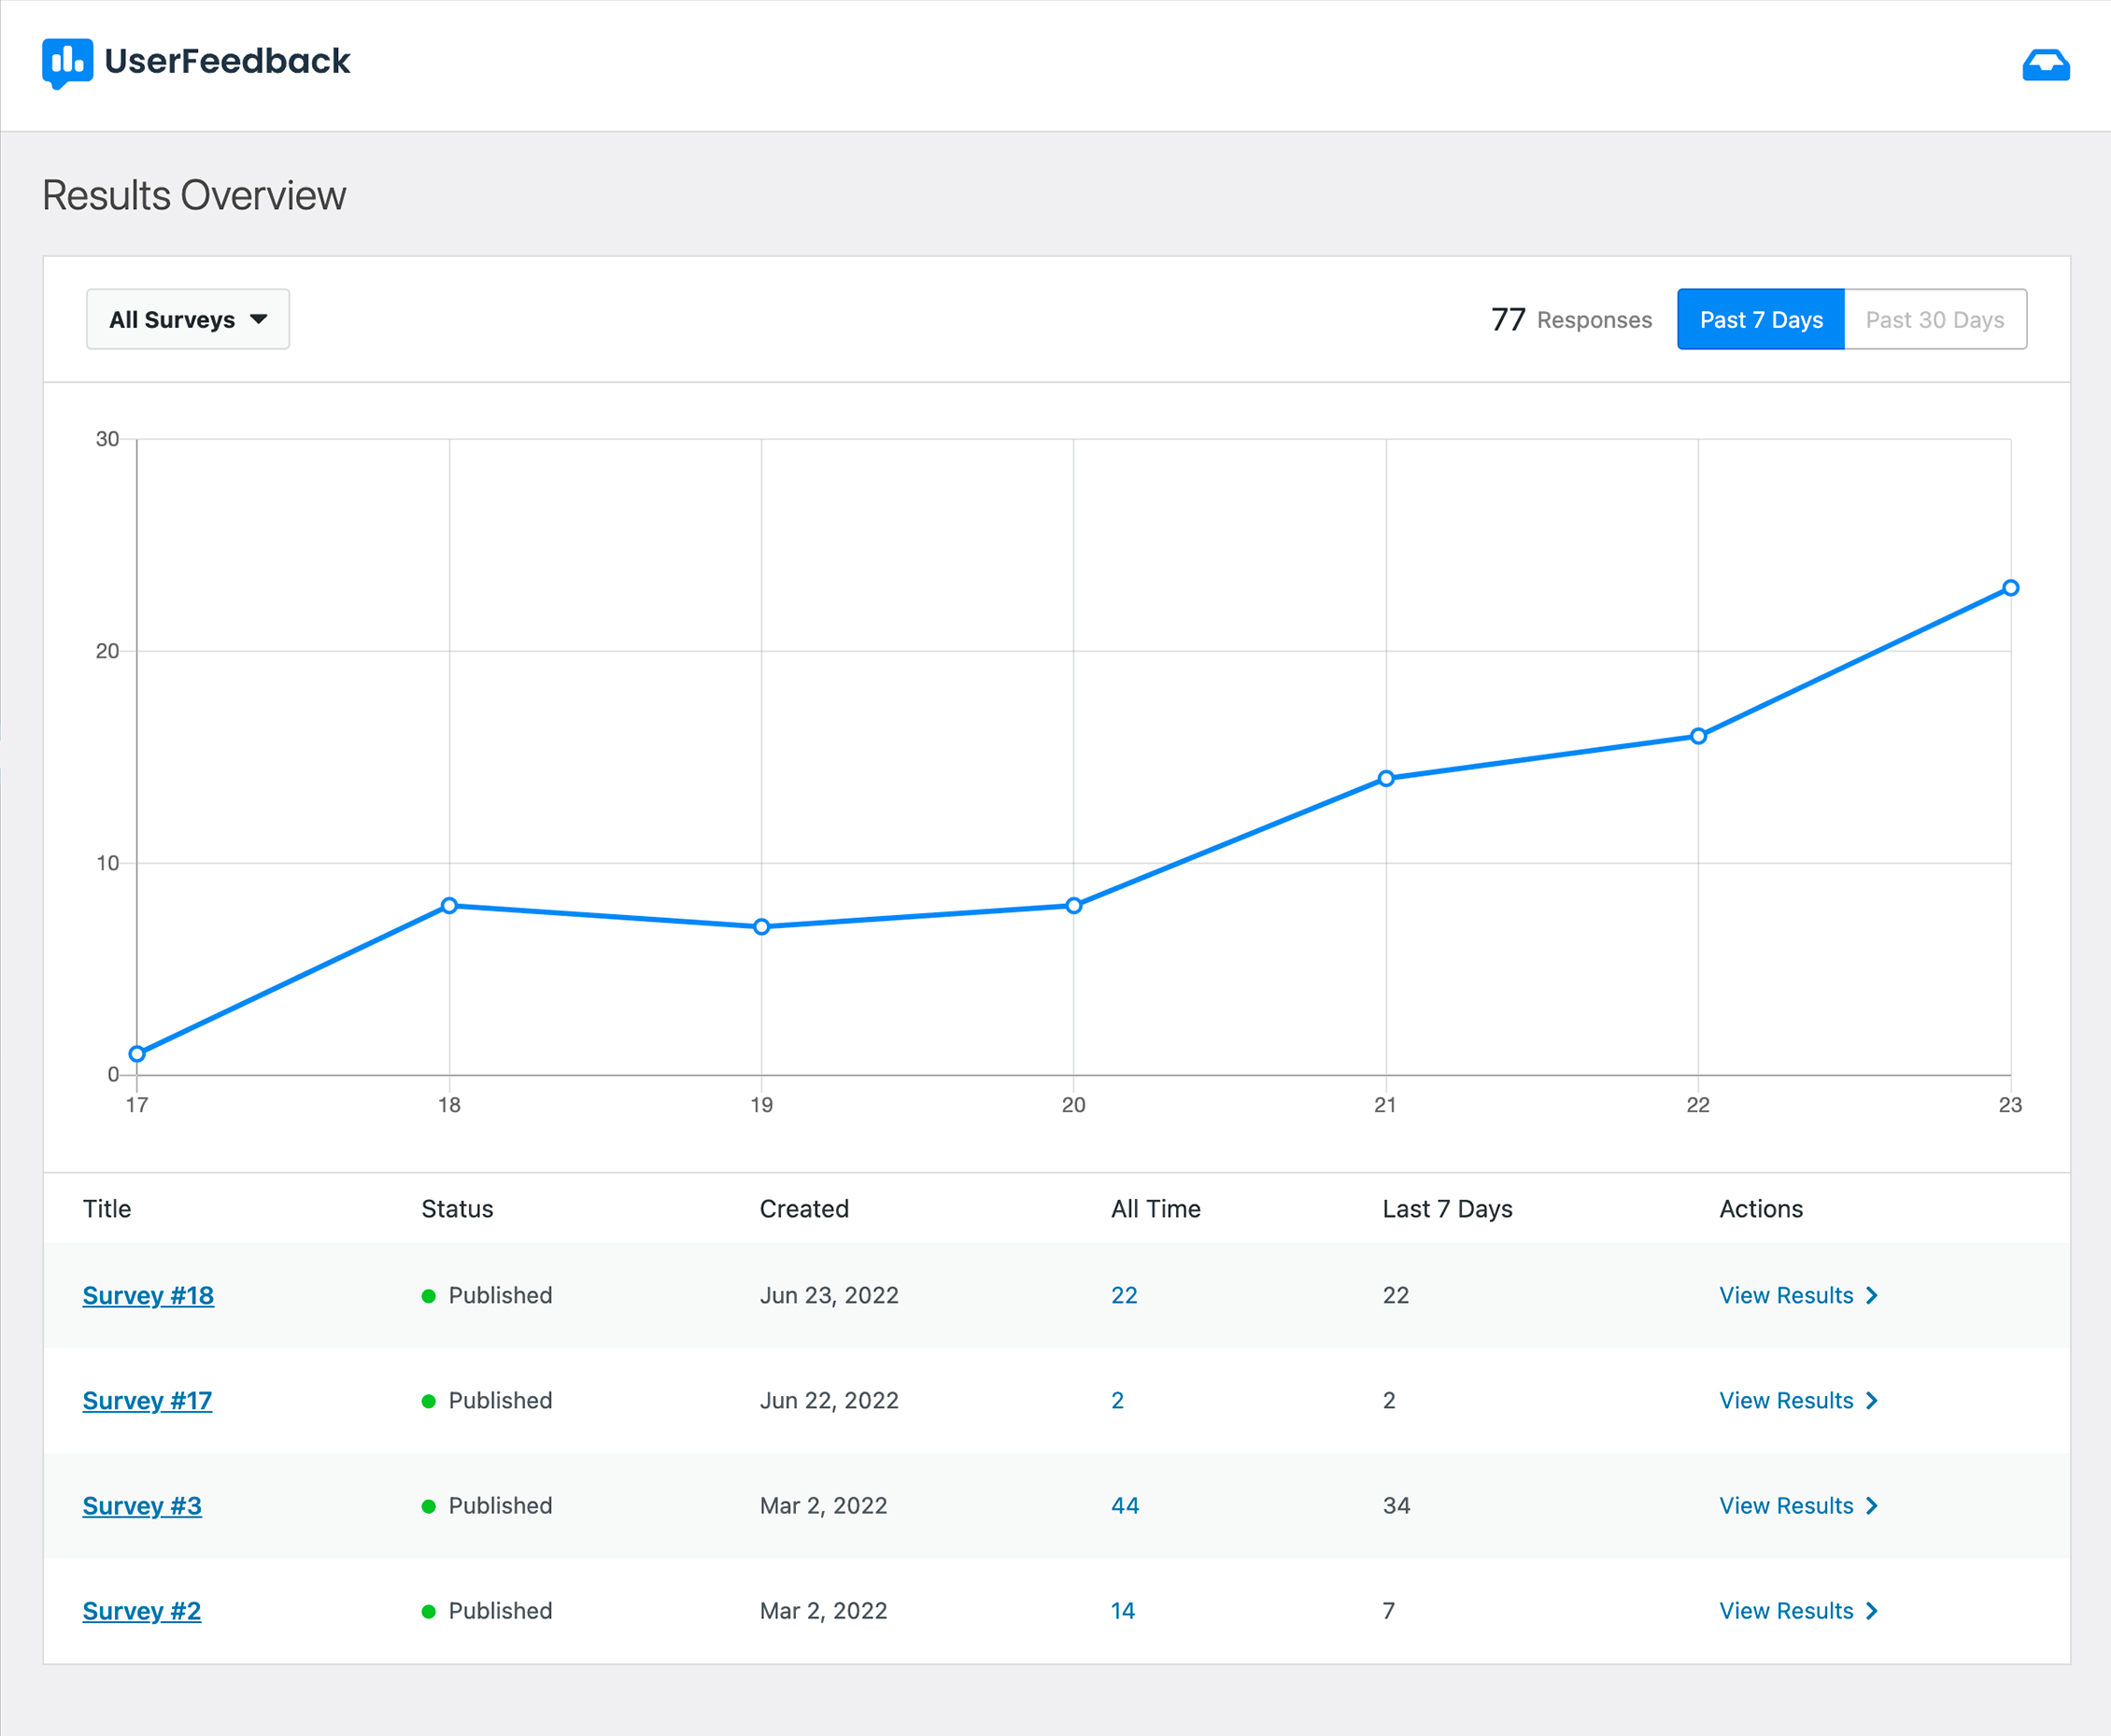 UserFeedback
Results Overview
All Surveys
77 Responses Past 7 Days Past 30 Days
30
20
10
0
17 18 19 20 21 22 23
Title Status Created All Time Last 7 Days Actions
Survey #18 Published Jun 23, 2022 22 22 View Results
Survey #17 Published Jun 22, 2022 2 2 View Results
Survey #3 Published Mar 2, 2022 44 34 View Results
Survey #2 Published Mar 2, 2022 14 7 View Results